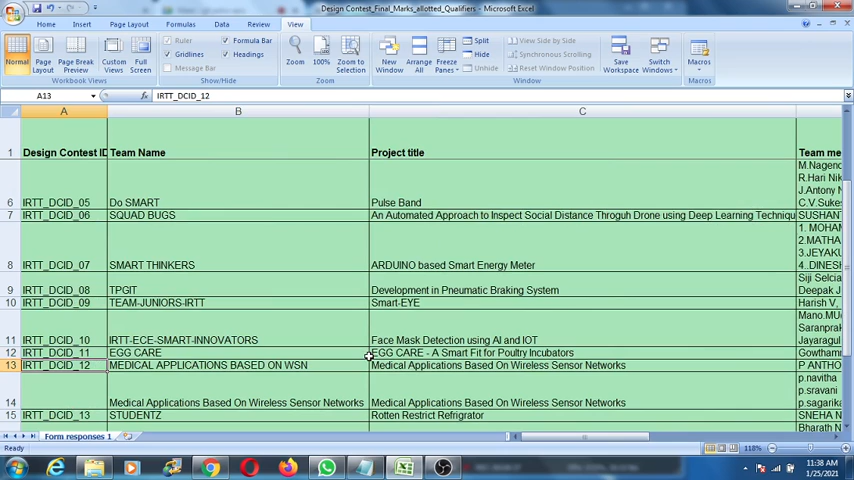 Design Contest_Final_Marks_allotted_Qualifiers - Microsoft Excel
Home Insert Page Layout Formulas Data Review View
Normal Page Layout Page Break Preview Custom Views Full Screen
Workbook Views
Ruler Formula Bar
Gridlines Headings
Message Bar
Show/Hide
Zoom 100% Zoom to Selection
Zoom
New Window Arrange All Freeze Panes
Split
Hide
Unhide
View Side by Side
Synchronous Scrolling
Reset Window Position
Window
Save Workspace Switch Windows
Macros
Macros
A13 fx IRTT_DCID_12
A B C
1 Design Contest ID Team Name Project title Team me
M.Nageno
R.Hari Nik
J.Antony N
6 IRTT_DCID_05 Do SMART Pulse Band C.V.Sukes
7 IRTT_DCID_06 SQUAD BUGS An Automated Approach to Inspect Social Distance Throguh Drone using Deep Learning Techniqu SUSHANT
1. MOHAM
2.MATHA
3.JEYAKU
8 IRTT_DCID_07 SMART THINKERS ARDUINO based Smart Energy Meter 4..DINESH
Siji Selcia
9 IRTT_DCID_08 TPGIT Development in Pneumatic Braking System Deepak J
10 IRTT_DCID_09 TEAM-JUNIORS-IRTT Smart-EYE Harish V,
Mano.MU
Saranprak
11 IRTT_DCID_10 IRTT-ECE-SMART-INNOVATORS Face Mask Detection using AI and IOT Jayaragul
12 IRTT_DCID_11 EGG CARE EGG CARE - A Smart Fit for Poultry Incubators Gowtham
13 IRTT_DCID_12 MEDICAL APPLICATIONS BASED ON WSN Medical Applications Based On Wireless Sensor Networks P ANTHO
p.navitha
p.sravani
14 Medical Applications Based On Wireless Sensor Networks Medical Applications Based On Wireless Sensor Networks p.sagarika
15 IRTT_DCID_13 STUDENTZ Rotten Restrict Refrigrator SNEHA N
Bharath N
Form responses 1
Ready 118%
11:38 AM
1/25/2021